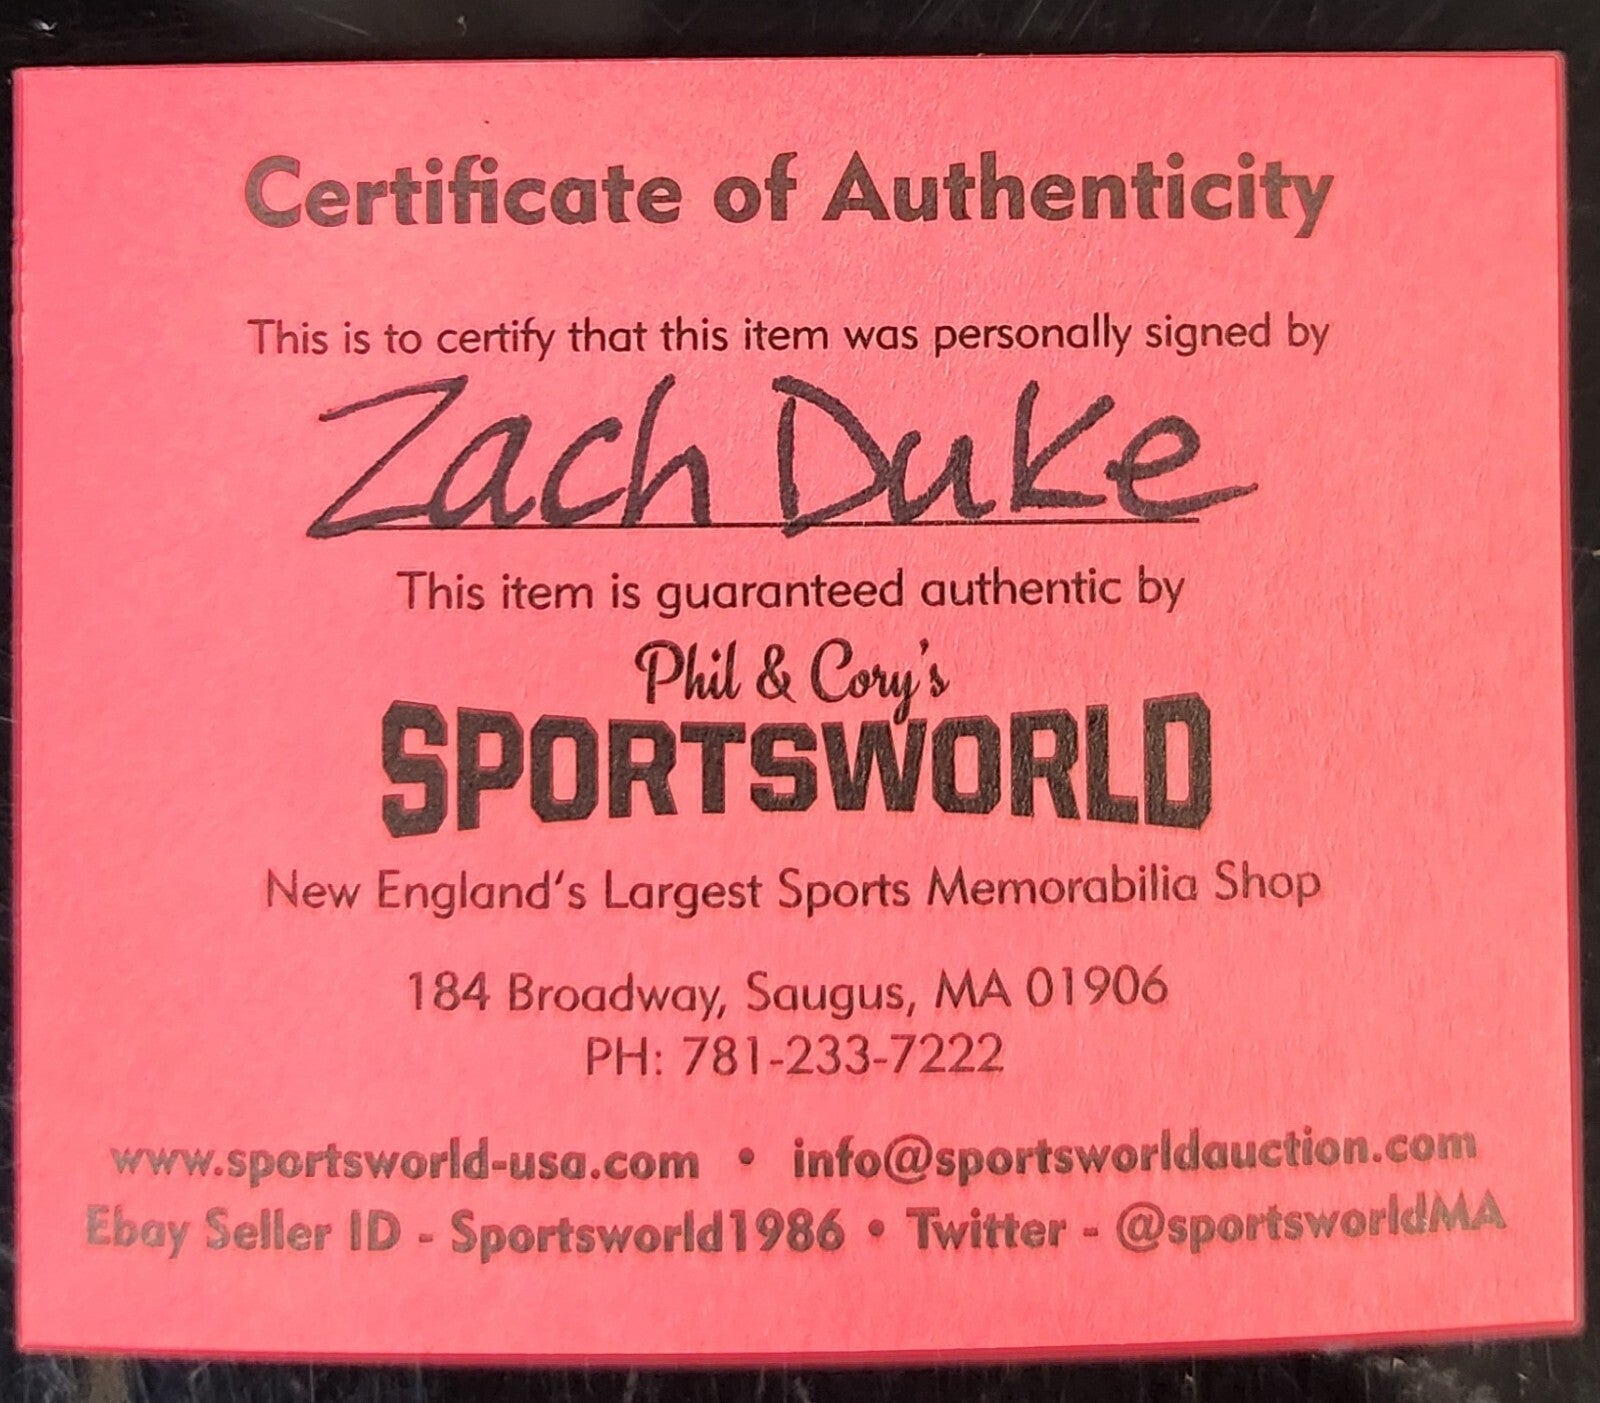 Certificate of Authenticity
This is to certify that this item was personally signed by
Zach Duke
This item is guaranteed authentic by
Phil & Cory's
SPORTSWORLD
New England's Largest Sports Memorabilia Shop
184 Broadway, Saugus, MA 01906
PH: 781-233-7222
www.sportsworld-usa.com • info@sportsworldauction.com
Ebay Seller ID - Sportsworld1986 • Twitter - @sportsworldMA